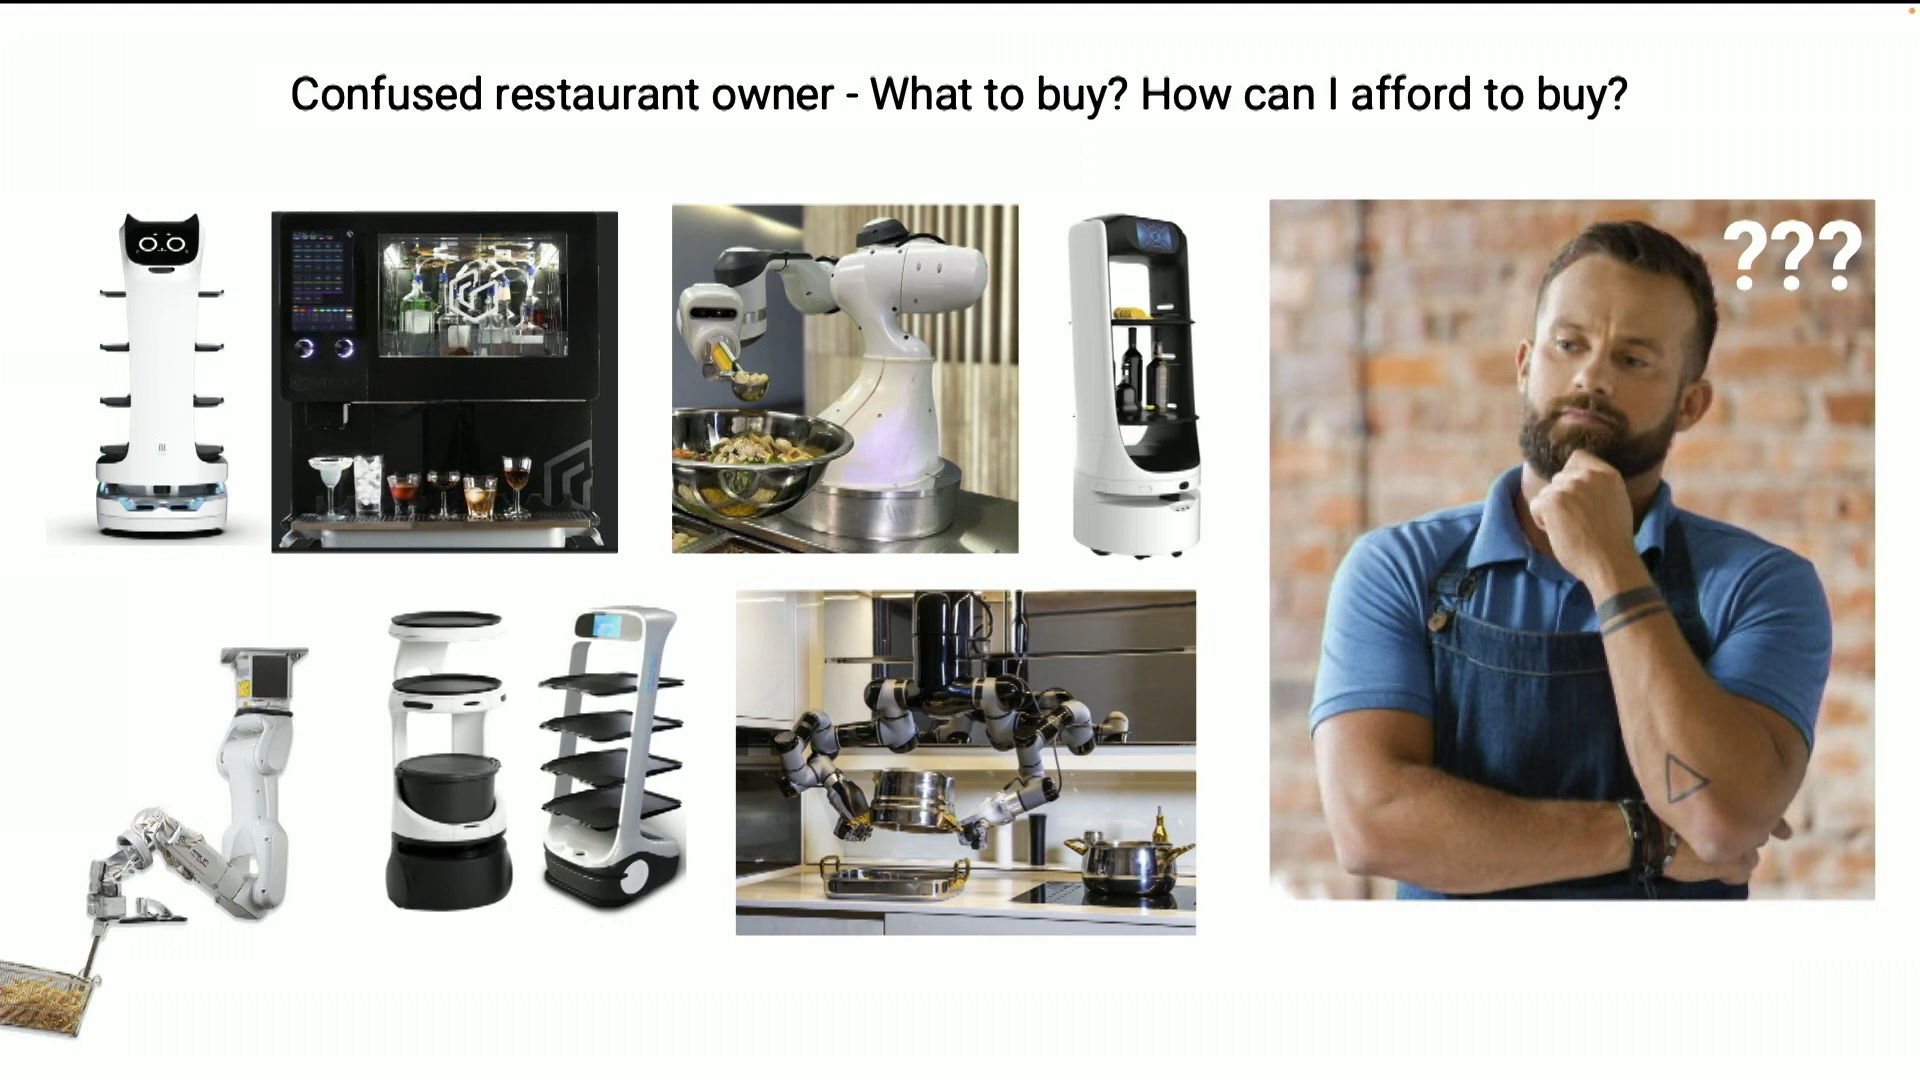 Confused restaurant owner - What to buy? How can I afford to buy?
???